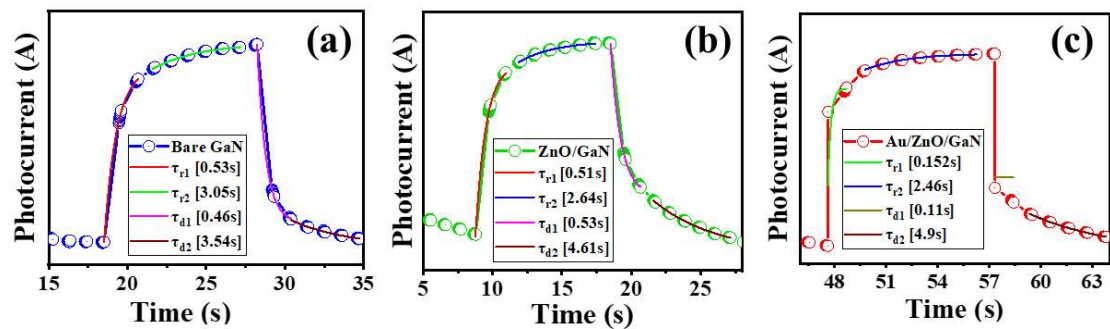 (a)
Photocurrent (A)
Bare GaN
τr1 [0.53s]
τr2 [3.05s]
τd1 [0.46s]
τd2 [3.54s]
15 20 25 30 35
Time (s)
(b)
Photocurrent (A)
ZnO/GaN
τr1 [0.51s]
τr2 [2.64s]
τd1 [0.53s]
τd2 [4.61s]
5 10 15 20 25
Time (s)
(c)
Photocurrent (A)
Au/ZnO/GaN
τr1 [0.152s]
τr2 [2.46s]
τd1 [0.11s]
τd2 [4.9s]
48 51 54 57 60 63
Time (s)